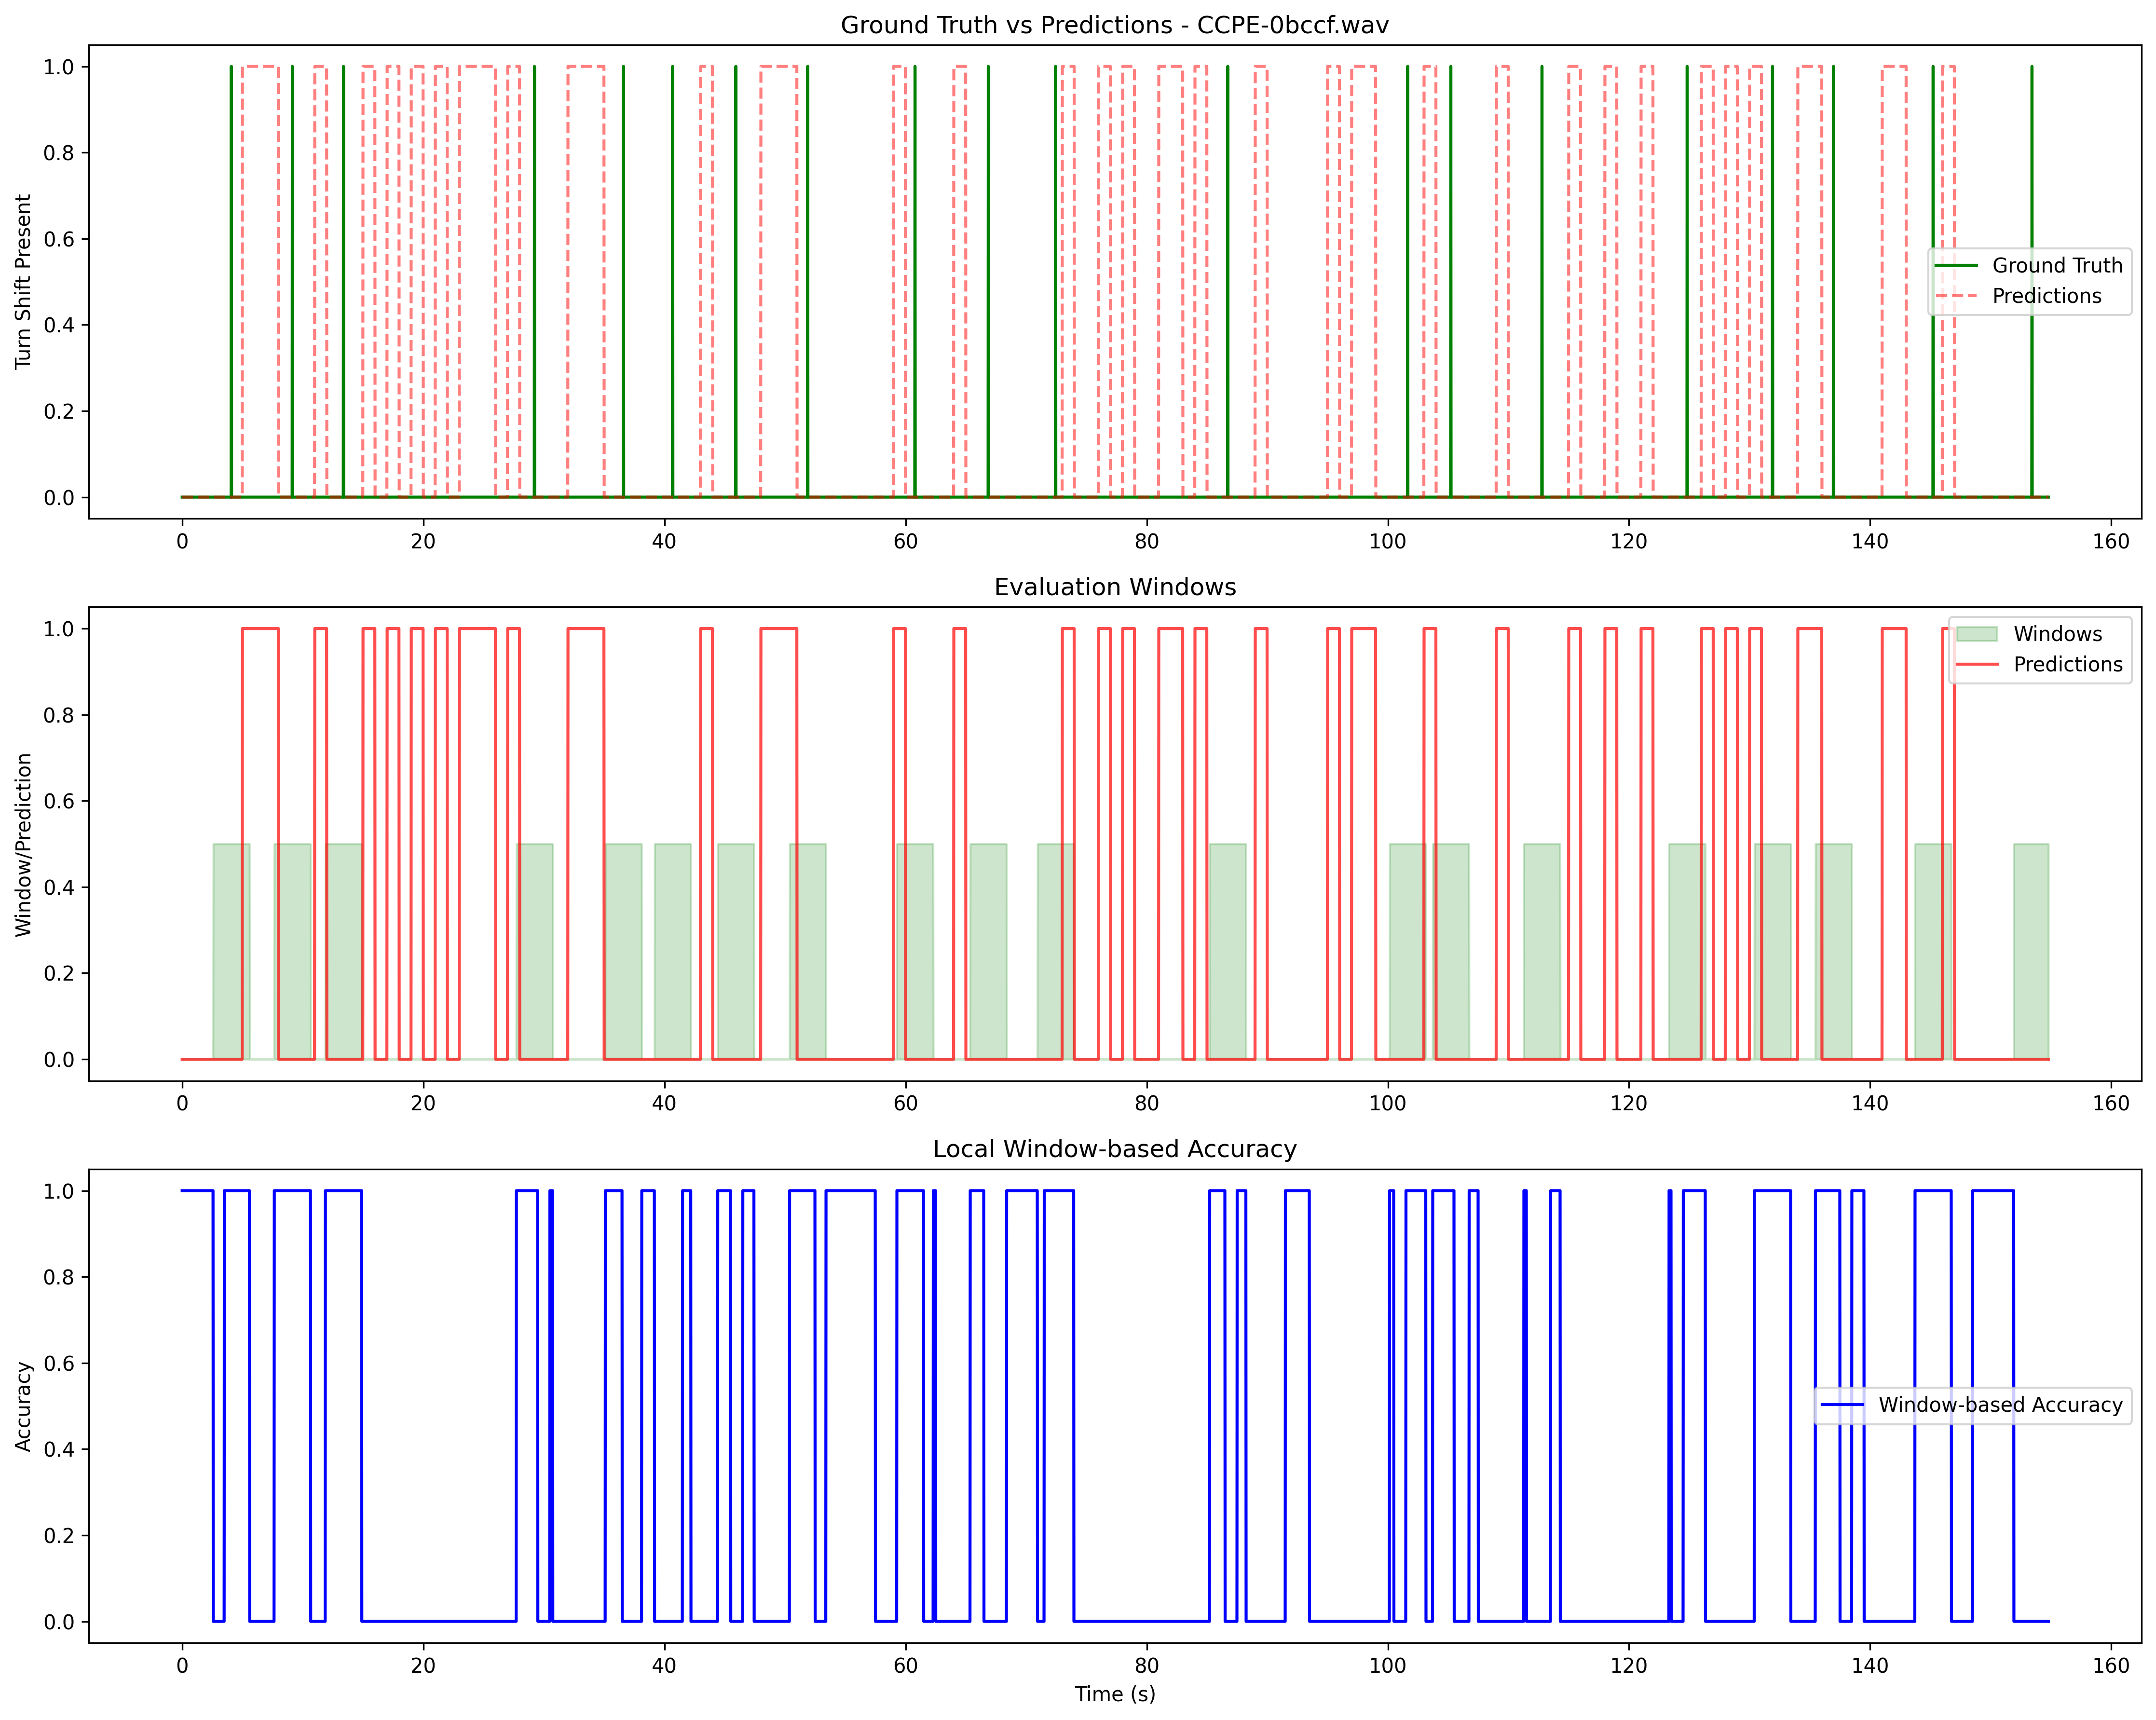 Ground Truth vs Predictions - CCPE-0bccf.wav
Turn Shift Present
1.0
0.8
0.6
0.4
0.2
0.0
Ground Truth
Predictions
0 20 40 60 80 100 120 140 160
Evaluation Windows
Window/Prediction
1.0
0.8
0.6
0.4
0.2
0.0
Windows
Predictions
0 20 40 60 80 100 120 140 160
Local Window-based Accuracy
Accuracy
1.0
0.8
0.6
0.4
0.2
0.0
Window-based Accuracy
0 20 40 60 80 100 120 140 160
Time (s)